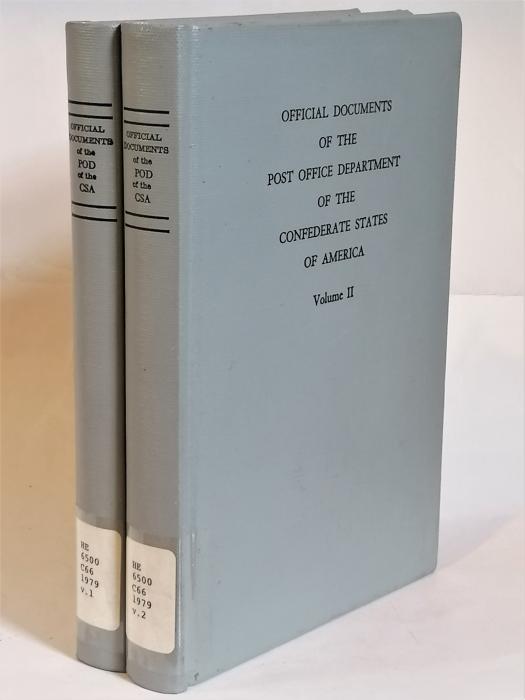 OFFICIAL
DOCUMENTS
of the
POD
of the
CSA
HE
6500
C66
1979
v.1
OFFICIAL
DOCUMENTS
of the
POD
of the
CSA
HE
6500
C66
1979
v.2
OFFICIAL DOCUMENTS
OF THE
POST OFFICE DEPARTMENT
OF THE
CONFEDERATE STATES
OF AMERICA
Volume II